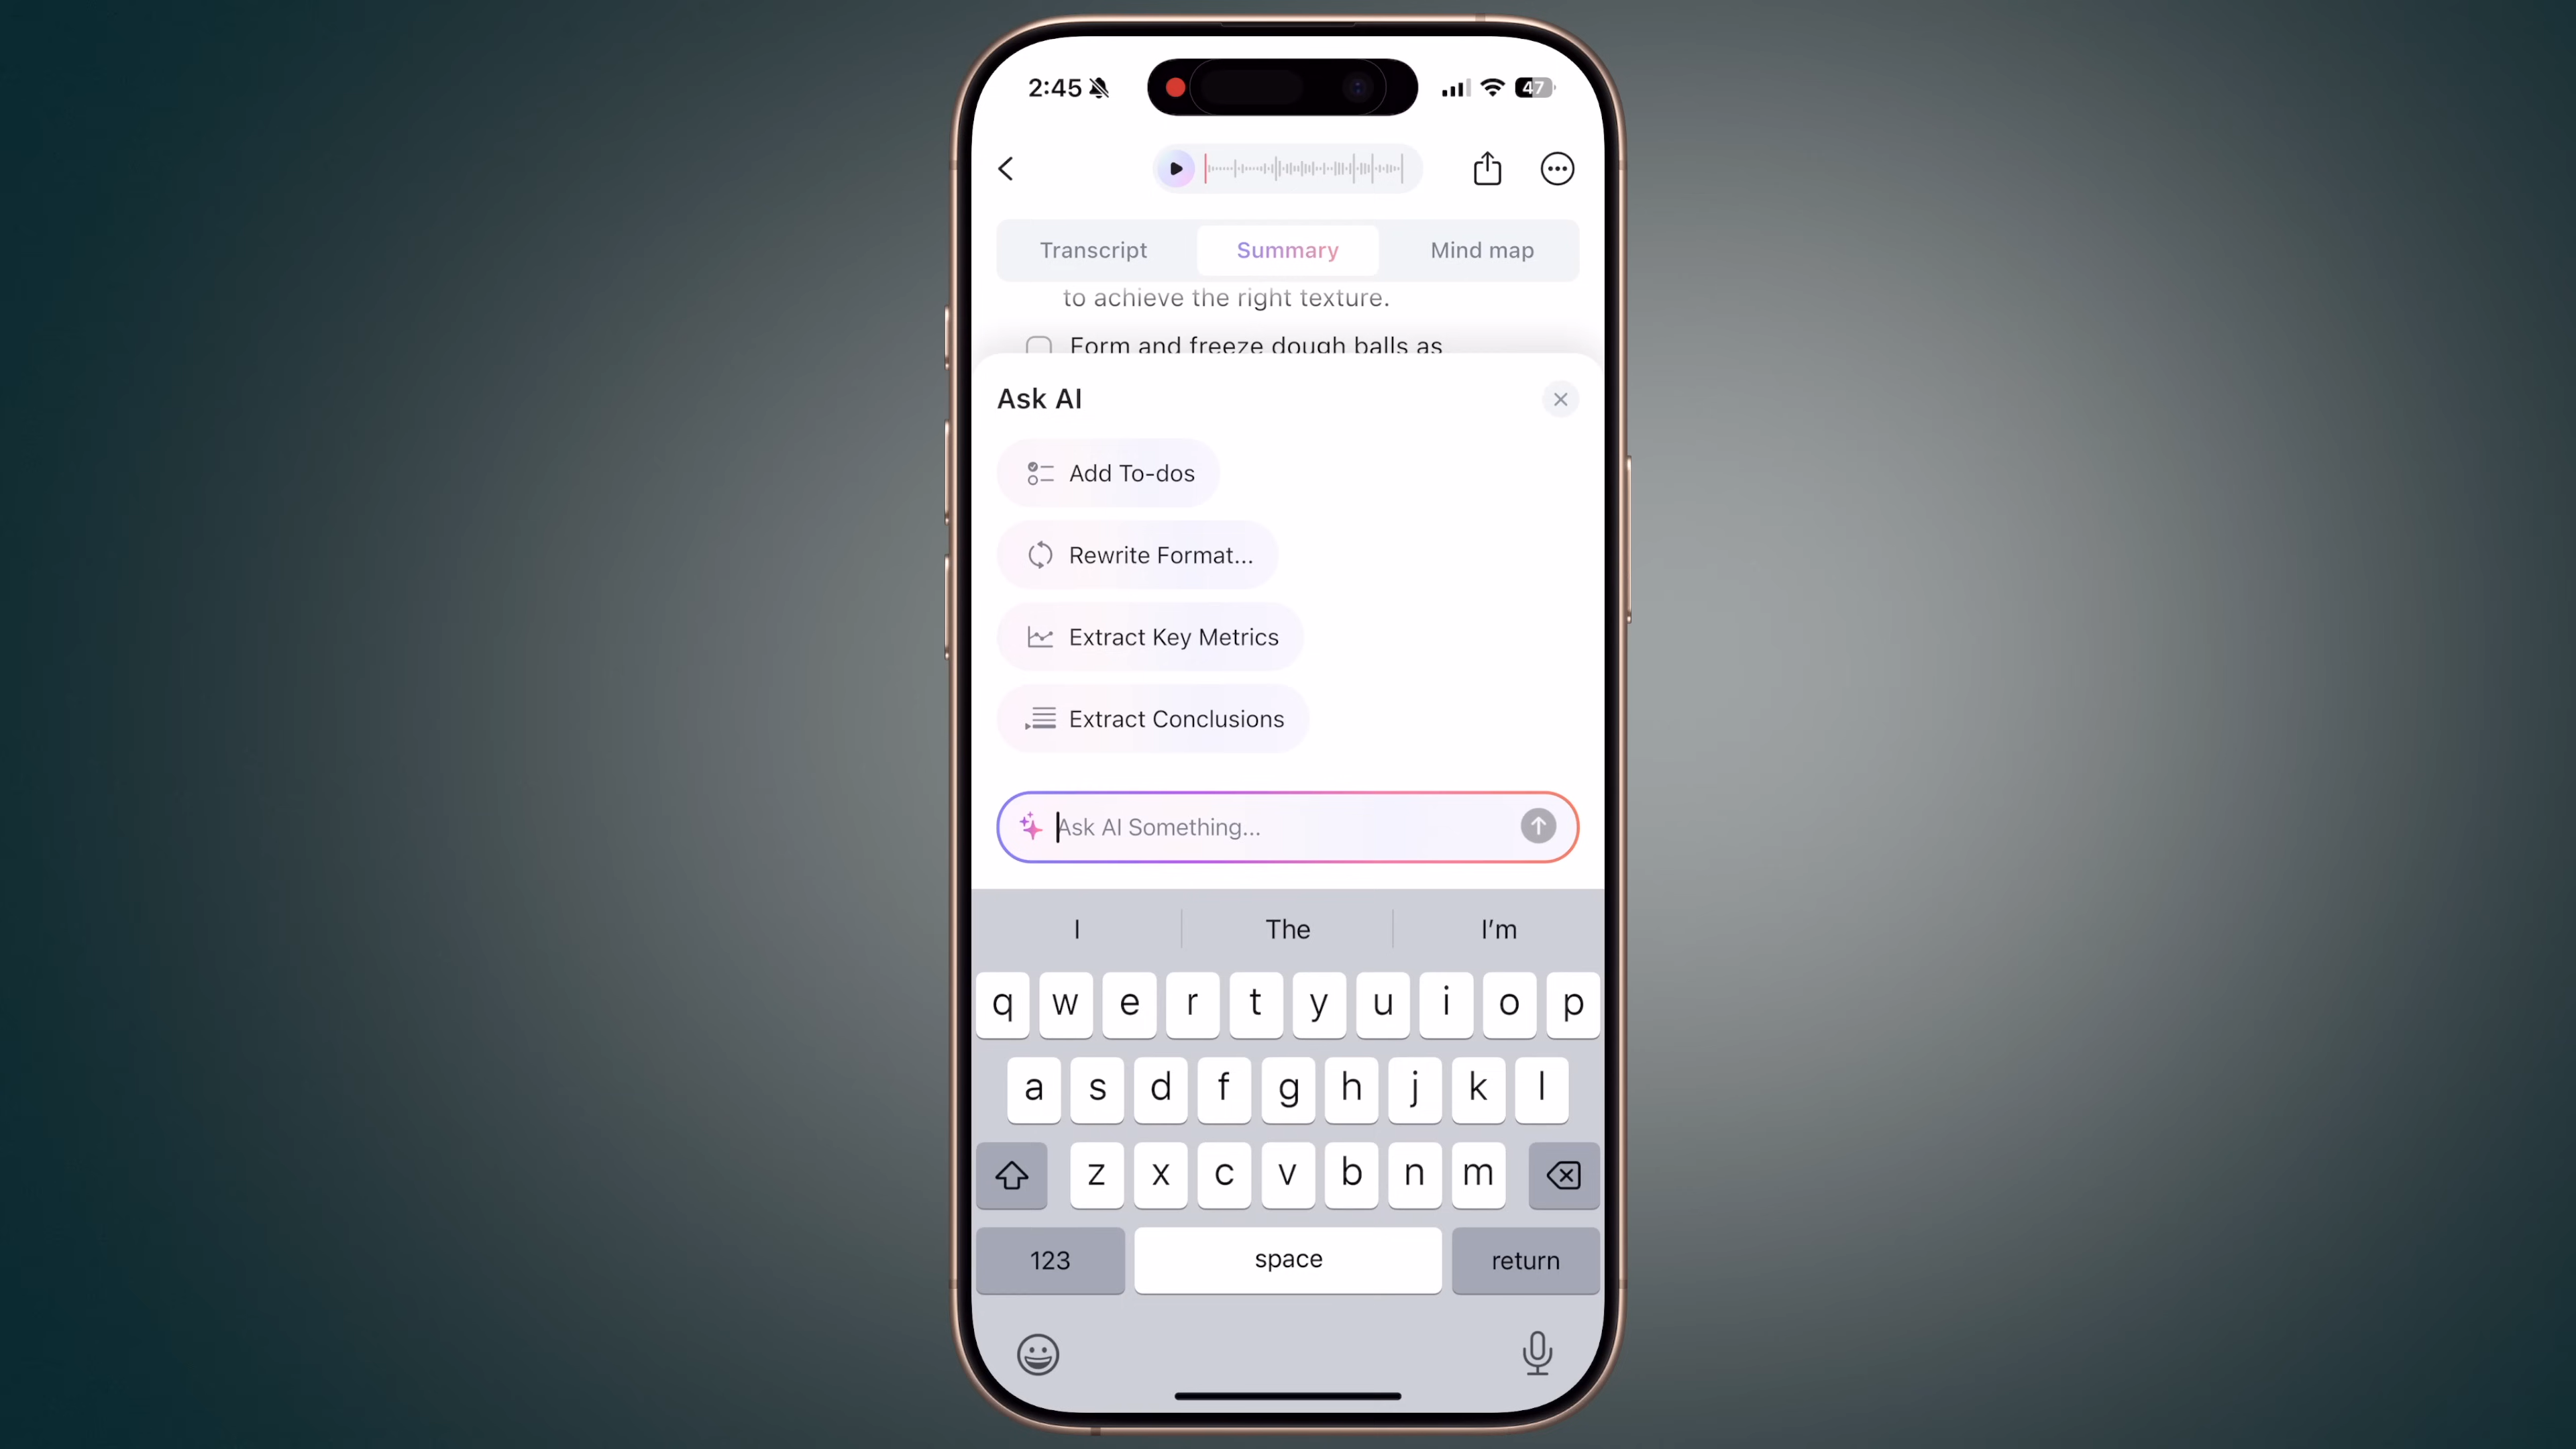 2:45
47
Transcript
Summary
Mind map
to achieve the right texture.
Form and freeze dough balls as
Ask AI
Add To-dos
Rewrite Format...
Extract Key Metrics
Extract Conclusions
Ask AI Something...
I The I'm
q w e r t y u i o p
a s d f g h j k l
z x c v b n m
123 space return